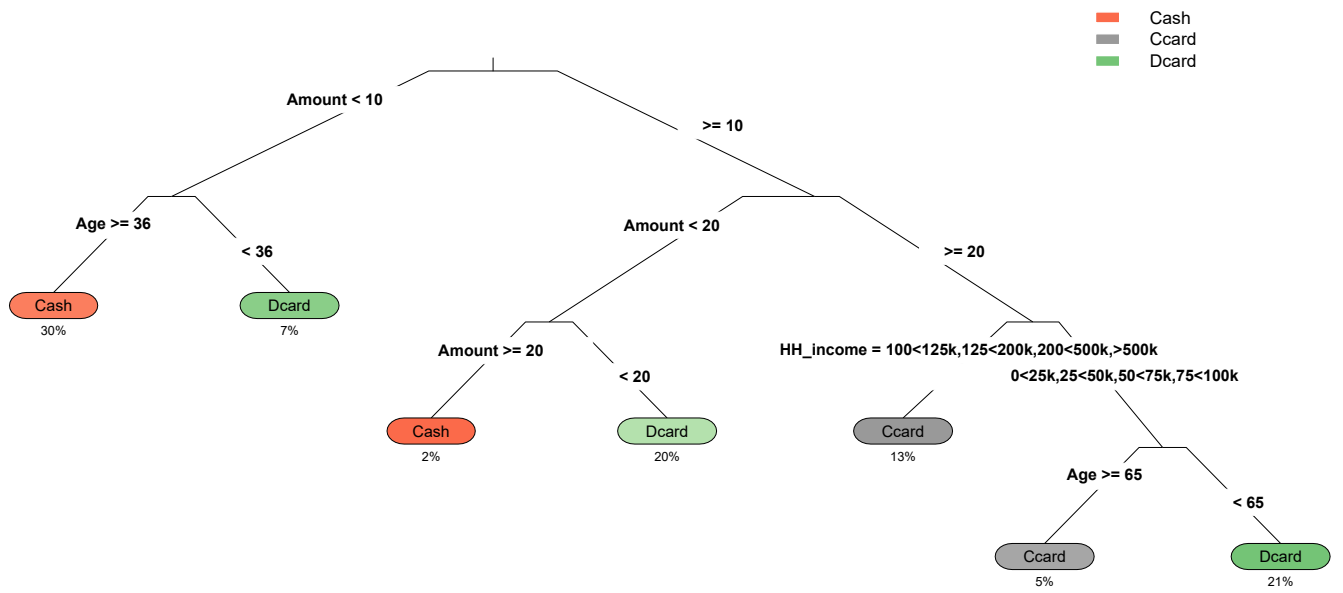 Cash
Ccard
Dcard
Amount < 10
>= 10
Age >= 36
< 36
Amount < 20
>= 20
Cash
30%
Dcard
7%
Amount >= 20
< 20
HH_income = 100<125k,125<200k,200<500k,>500k
0<25k,25<50k,50<75k,75<100k
Cash
2%
Dcard
20%
Ccard
13%
Age >= 65
< 65
Ccard
5%
Dcard
21%